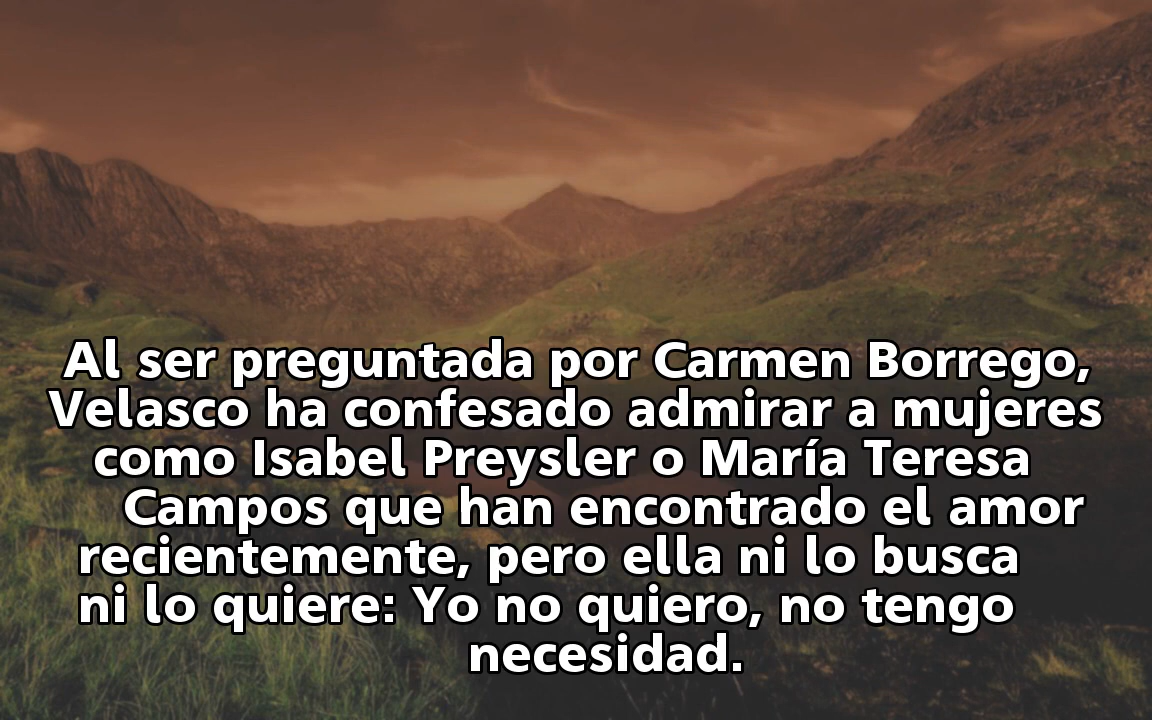 Al ser preguntada por Carmen Borrego,
Velasco ha confesado admirar a mujeres
como Isabel Preysler o María Teresa
Campos que han encontrado el amor
recientemente, pero ella ni lo busca
ni lo quiere: Yo no quiero, no tengo
necesidad.